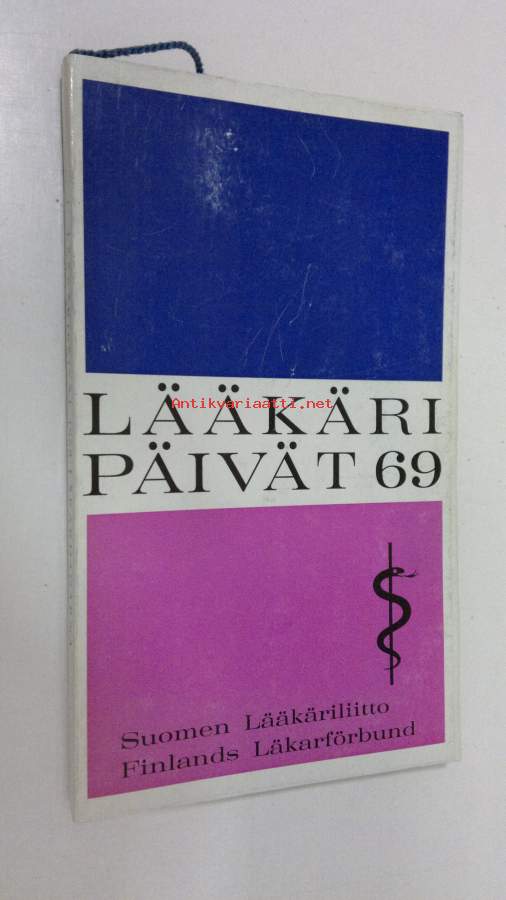 LÄÄKÄRI
Antikvariaatti.net
PÄIVÄT 69
Suomen Lääkäriliitto
Finlands Läkarförbund